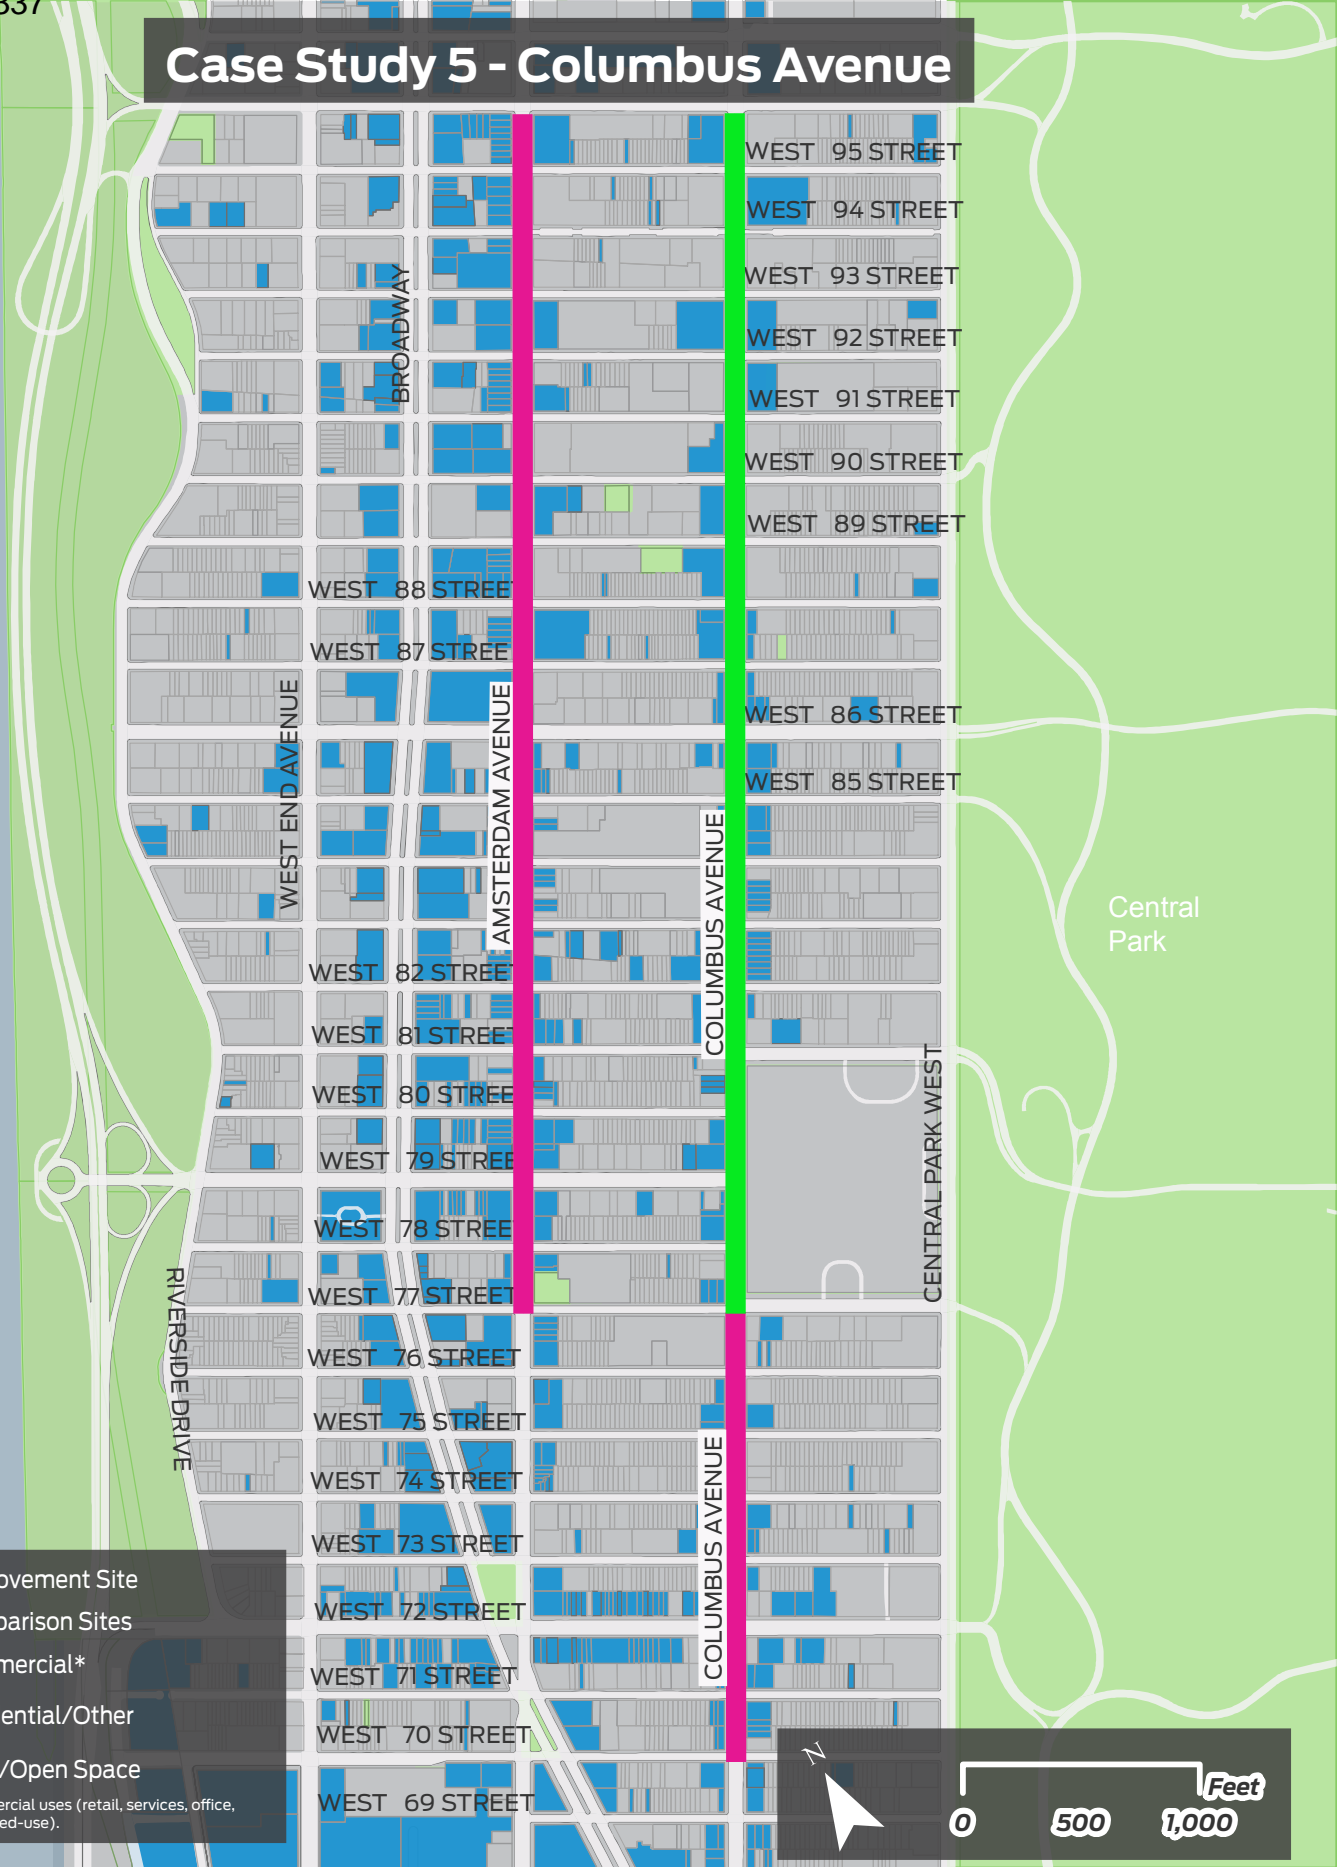 337
Case Study 5 - Columbus Avenue
WEST 95 STREET
WEST 94 STREET
WEST 93 STREET
BROADWAY
WEST 92 STREET
WEST 91 STREET
WEST 90 STREET
WEST 89 STREET
WEST 88 STREET
WEST 87 STREE
WEST END AVENUE
AMSTERDAM AVENUE
WEST 86 STREET
WEST 85 STREET
COLUMBUS AVENUE
Central
Park
WEST 82 STREET
WEST 81 STREET
WEST 80 STREE
CENTRAL PARK WEST
WEST 79 STREE
WEST 78 STREE
WEST 77 STREET
RIVERSIDE DRIVE
WEST 76 STREET
WEST 75 STREET
COLUMBUS AVENUE
WEST 74 STREET
WEST 73 STREET
WEST 72 STREET
WEST 71 STREET
WEST 70 STREET
WEST 69 STREET
ovement Site
parison Sites
mercial*
ential/Other
/Open Space
ercial uses (retail, services, office,
ed-use).
N
Feet
0 500 1,000